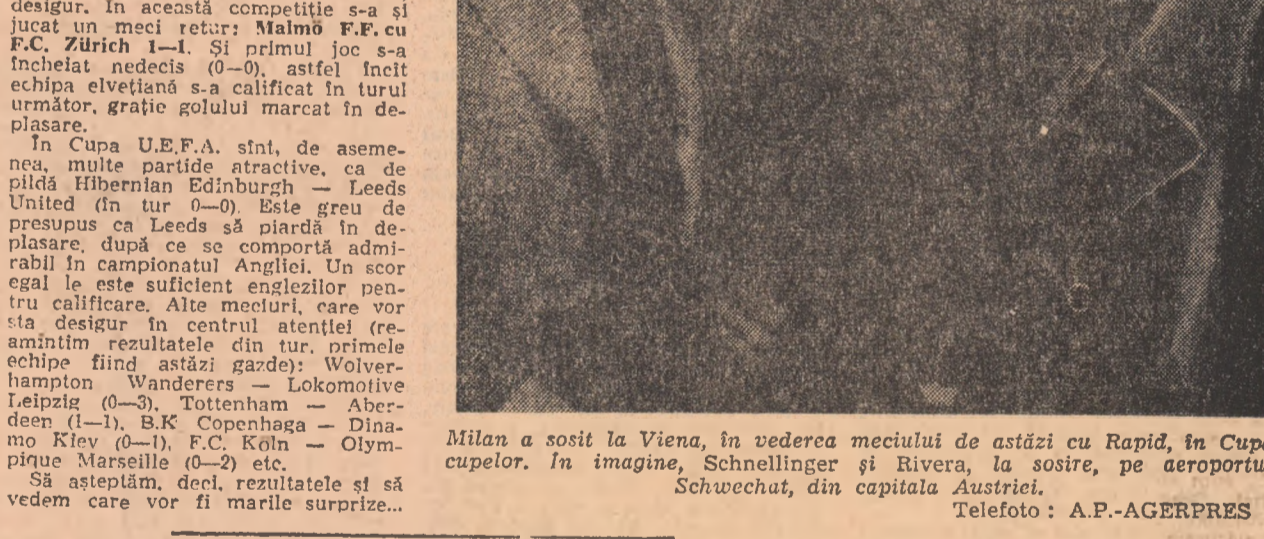 desigur. În această competiție s-a și
jucat un meci retur: Malmö F.F. cu
F.C. Zürich 1—1. Și primul joc s-a
încheiat nedecis (0—0), astfel încît
echipa elvețiană s-a calificat în turul
următor, grație golului marcat în de-
plasare.
În Cupa U.E.F.A. sînt, de aseme-
nea, multe partide atractive, ca de
pildă Hibernian Edinburgh — Leeds
United (în tur 0—0). Este greu de
presupus ca Leeds să piardă în de-
plasare, după ce se comportă admi-
rabil în campionatul Angliei. Un scor
egal le este suficient englezilor pen-
tru calificare. Alte meciuri, care vor
sta desigur în centrul atenției (re-
amintim rezultatele din tur, primele
echipe fiind astăzi gazde): Wolver-
hampton Wanderers — Lokomotive
Leipzig (0—3), Tottenham — Aber-
deen (1—1), B.K Copenhaga — Dina-
mo Kiev (0—1), F.C. Köln — Olym-
pique Marseille (0—2) etc.
Să așteptăm, deci, rezultatele și să
vedem care vor fi marile surprize...
Milan a sosit la Viena, în vederea meciului de astăzi cu Rapid, în Cupa
cupelor. În imagine, Schnellinger și Rivera, la sosire, pe aeroportu
Schwechat, din capitala Austriei.
Telefoto : A.P.-AGERPRES